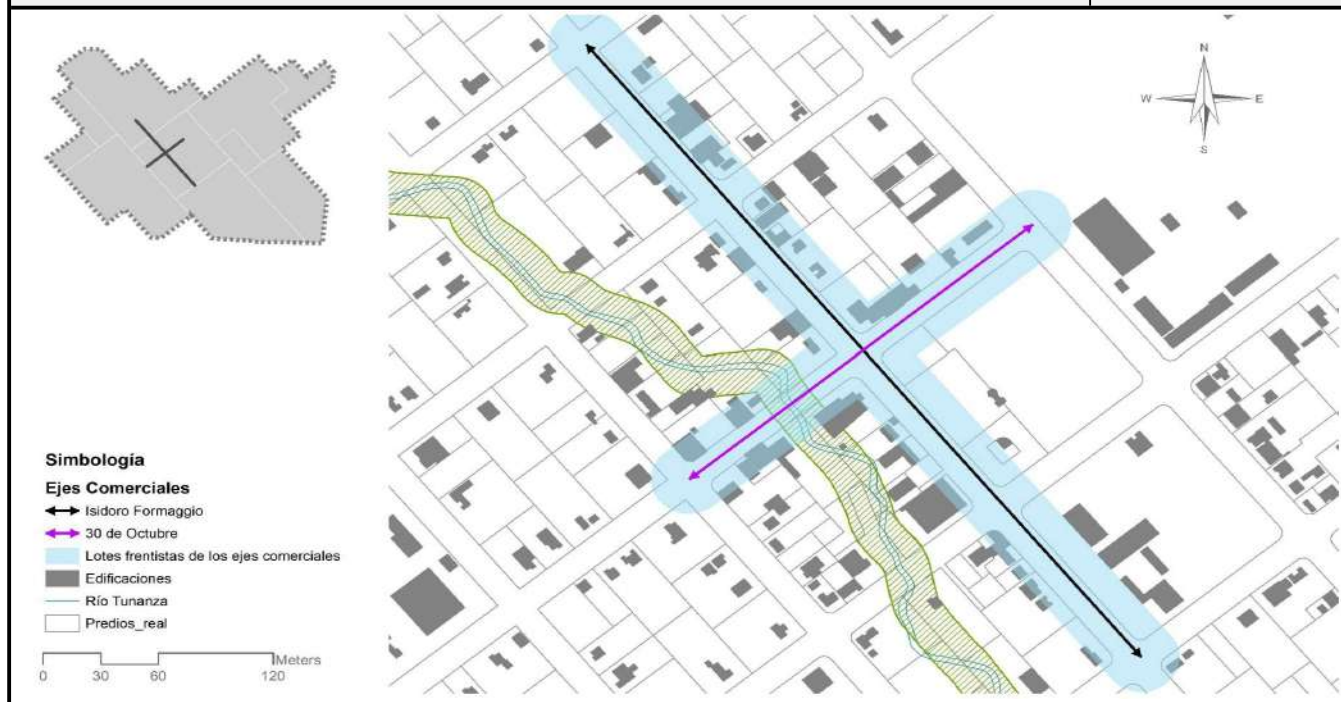 N
W E
S
Simbología
Ejes Comerciales
Isidoro Formaggio
30 de Octubre
Lotes frentistas de los ejes comerciales
Edificaciones
Río Tunanza
Predios_real
Meters
0 30 60 120